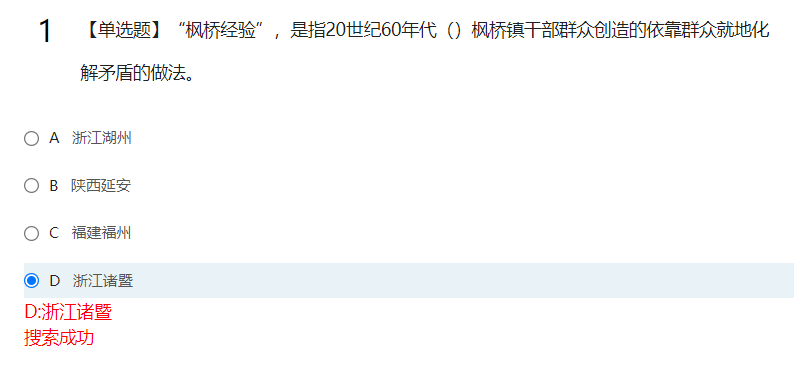 1 【单选题】“枫桥经验”，是指20世纪60年代（）枫桥镇干部群众创造的依靠群众就地化
解矛盾的做法。
A 浙江湖州
B 陕西延安
C 福建福州
D 浙江诸暨
D:浙江诸暨
搜索成功